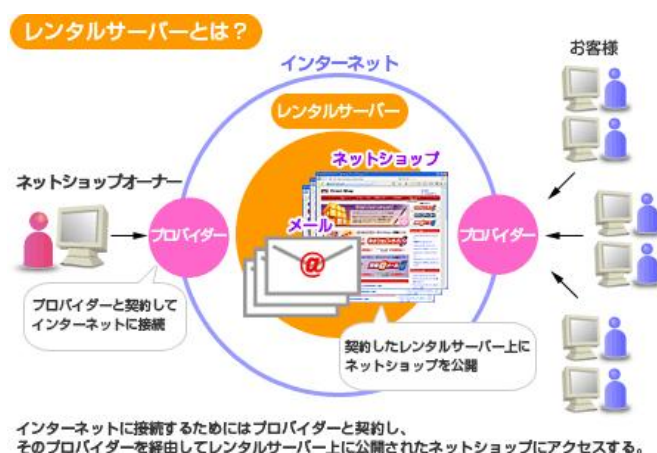 レンタルサーバーとは？
お客様
インターネット
レンタルサーバー
ネットショップ
ネットショップオーナー
メール
プロバイダー
プロバイダー
@
プロバイダーと契約して
インターネットに接続
契約したレンタルサーバー上に
ネットショップを公開
インターネットに接続するためにはプロバイダーと契約し、
そのプロバイダーを経由してレンタルサーバー上に公開されたネットショップにアクセスする。